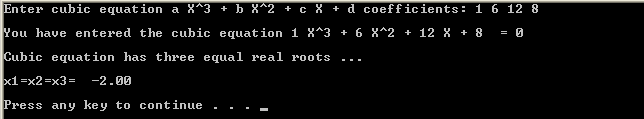 Enter cubic equation a X^3 + b X^2 + c X + d coefficients: 1 6 12 8
You have entered the cubic equation 1 X^3 + 6 X^2 + 12 X + 8  = 0
Cubic equation has three equal real roots ...
x1=x2=x3=  -2.00
Press any key to continue . . . _